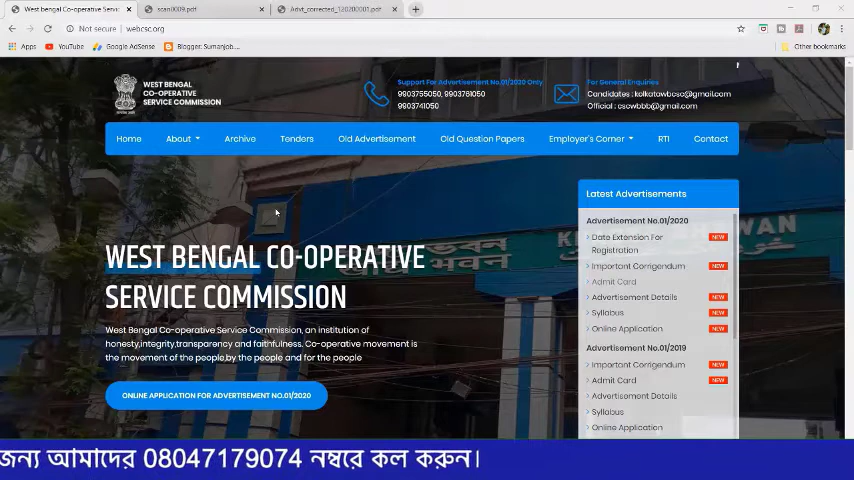 West bengal Co-operative Servic
scan0009.pdf
Advt_corrected_120200001.pdf
Not secure
webcsc.org
Apps
YouTube
Google AdSense
Blogger: Sumanjob....
Other bookmarks
WEST BENGAL
CO-OPERATIVE
SERVICE COMMISSION
Support For Advertisement No.01/2020 Only
9903755050, 9903781050
9903741050
For General Enquiries
Candidates : kolkatawbcsc@gmail.com
Official : cscwbbb@gmail.com
Home
About
Archive
Tenders
Old Advertisement
Old Question Papers
Employer's Corner
RTI
Contact
WEST BENGAL CO-OPERATIVE
SERVICE COMMISSION
West Bengal Co-operative Service Commission, an institution of
honesty,integrity,transparency and faithfulness. Co-operative movement is
the movement of the people,by the people and for the people
ONLINE APPLICATION FOR ADVERTISEMENT NO.01/2020
Latest Advertisements
Advertisement No.01/2020
Date Extension For NEW
Registration
Important Corrigendum NEW
Admit Card
Advertisement Details NEW
Syllabus NEW
Online Application NEW
Advertisement No.01/2019
Important Corrigendum NEW
Admit Card NEW
Advertisement Details
Syllabus
Online Application
জন্য আমাদের 08047179074 নম্বরে কল করুন।